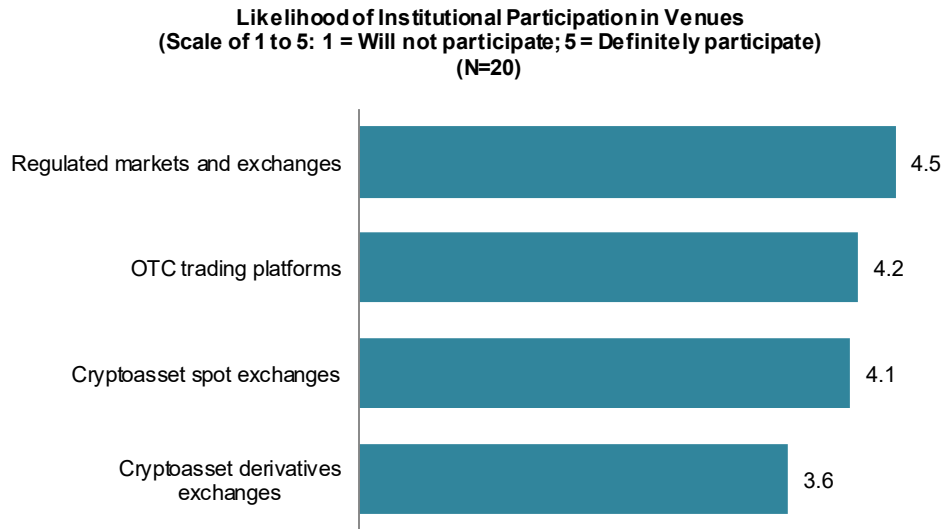 Likelihood of Institutional Participation in Venues
(Scale of 1 to 5: 1 = Will not participate; 5 = Definitely participate)
(N=20)
Regulated markets and exchanges
4.5
OTC trading platforms
4.2
Cryptoasset spot exchanges
4.1
Cryptoasset derivatives
exchanges
3.6